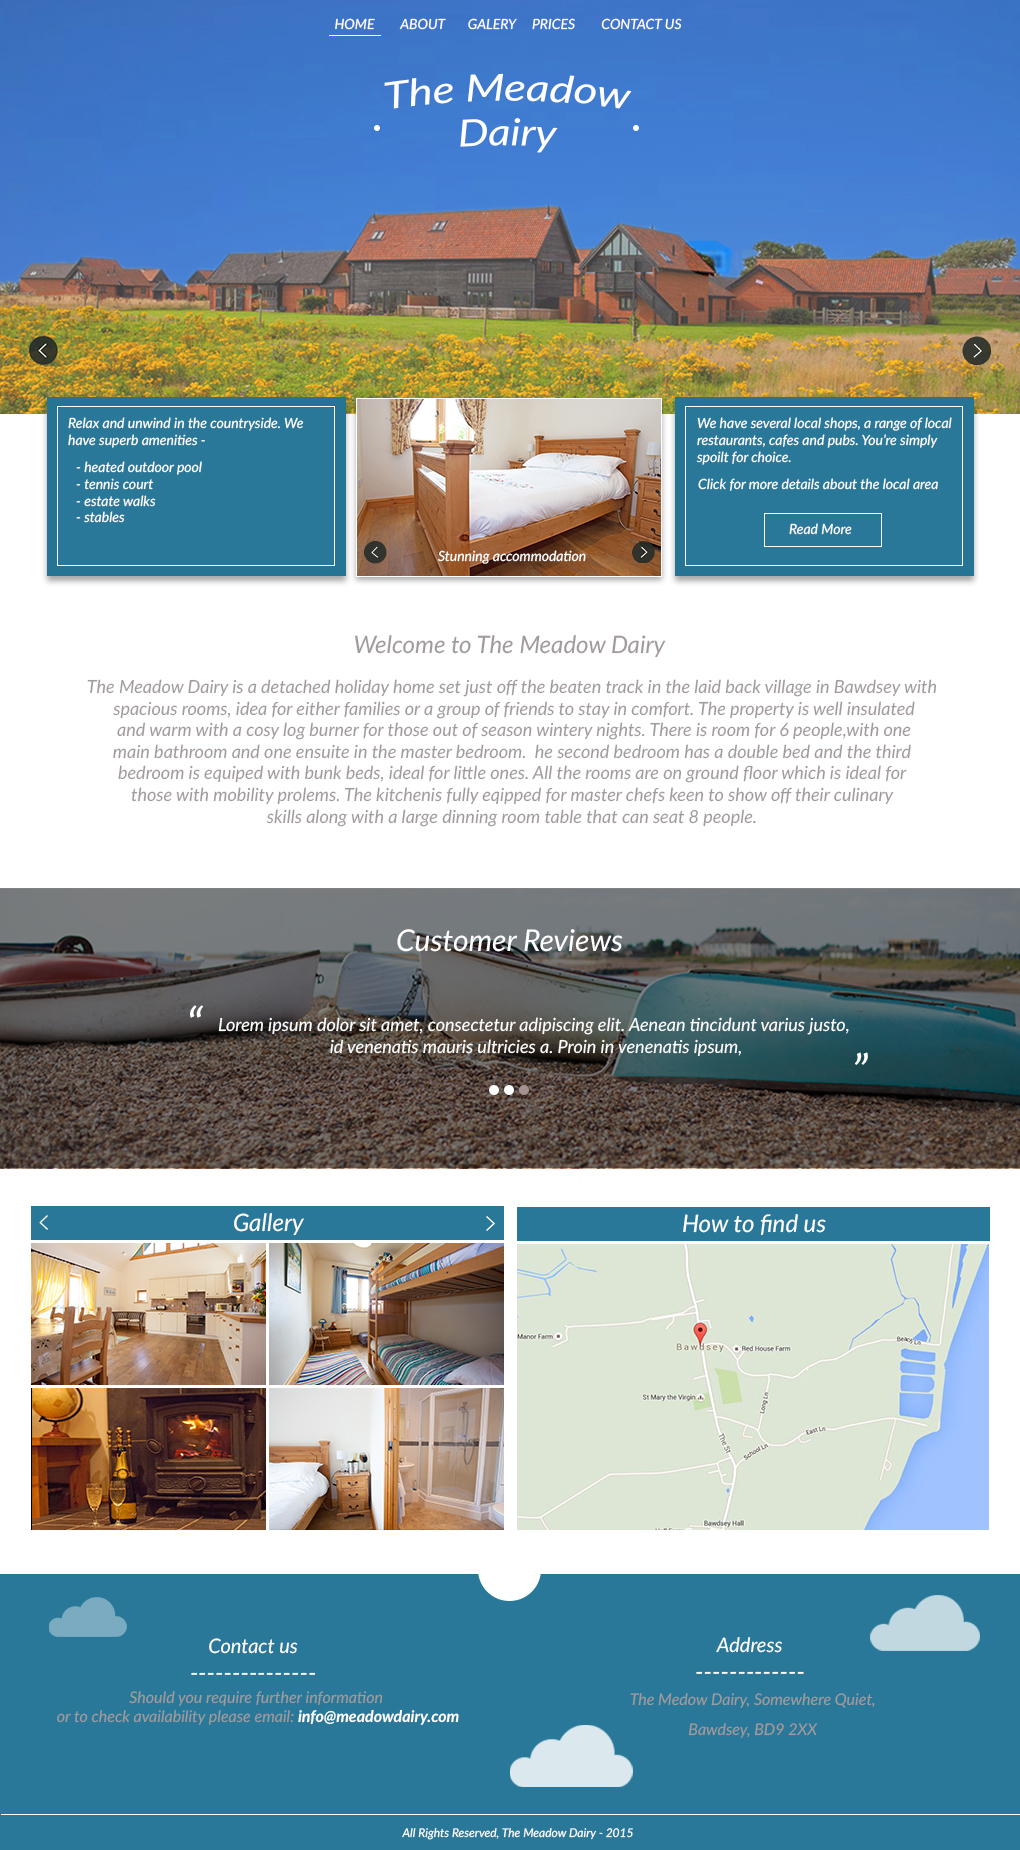 HOME ABOUT GALERY PRICES CONTACT US
The Meadow
Dairy
Relax and unwind in the countryside. We
have superb amenities -
- heated outdoor pool
- tennis court
- estate walks
- stables
Stunning accommodation
We have several local shops, a range of local
restaurants, cafes and pubs. You're simply
spoilt for choice.
Click for more details about the local area
Read More
Welcome to The Meadow Dairy
The Meadow Dairy is a detached holiday home set just off the beaten track in the laid back village in Bawdsey with
spacious rooms, idea for either families or a group of friends to stay in comfort. The property is well insulated
and warm with a cosy log burner for those out of season wintery nights. There is room for 6 people,with one
main bathroom and one ensuite in the master bedroom.  he second bedroom has a double bed and the third
bedroom is equiped with bunk beds, ideal for little ones. All the rooms are on ground floor which is ideal for
those with mobility prolems. The kitchenis fully eqipped for master chefs keen to show off their culinary
skills along with a large dinning room table that can seat 8 people.
Customer Reviews
“ Lorem ipsum dolor sit amet, consectetur adipiscing elit. Aenean tincidunt varius justo,
id venenatis mauris ultricies a. Proin in venenatis ipsum, ”
Gallery
How to find us
Manor Farm
Bawdsey
Red House Farm
Beacy Ln
St Mary the Virgin
Long Ln
The St
School Ln
East Ln
Bawdsey Hall
Contact us
---------------
Should you require further information
or to check availability please email: info@meadowdairy.com
Address
-------------
The Medow Dairy, Somewhere Quiet,
Bawdsey, BD9 2XX
All Rights Reserved, The Meadow Dairy - 2015